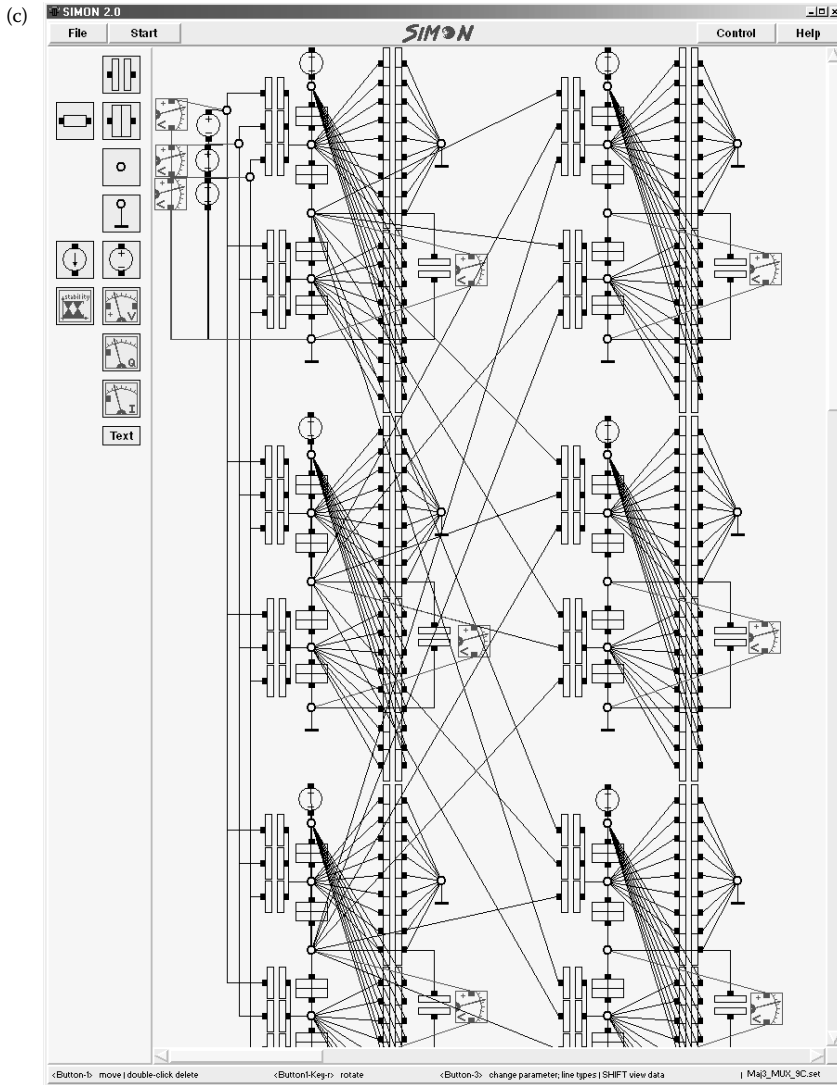 (c)
SIMON 2.0
File Start SIMON Control Help
stability
V
Q
I
Text
<Button-1> move | double-click delete <Button1-Key-r> rotate <Button-3> change parameter; line types | SHIFT view data | Maj3_MUX_9C.set